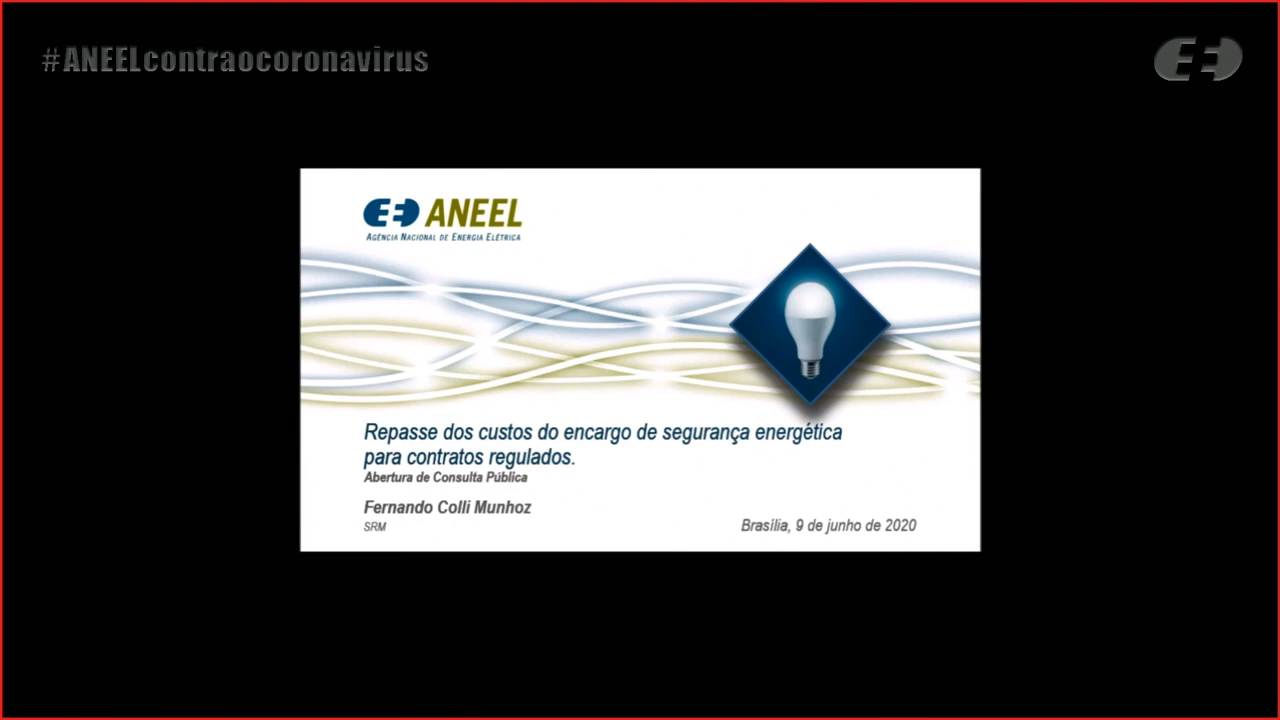 #ANEELcontraocoronavirus
ANEEL
AGÊNCIA NACIONAL DE ENERGIA ELÉTRICA
Repasse dos custos do encargo de segurança energética
para contratos regulados.
Abertura de Consulta Pública
Fernando Colli Munhoz
SRM
Brasília, 9 de junho de 2020